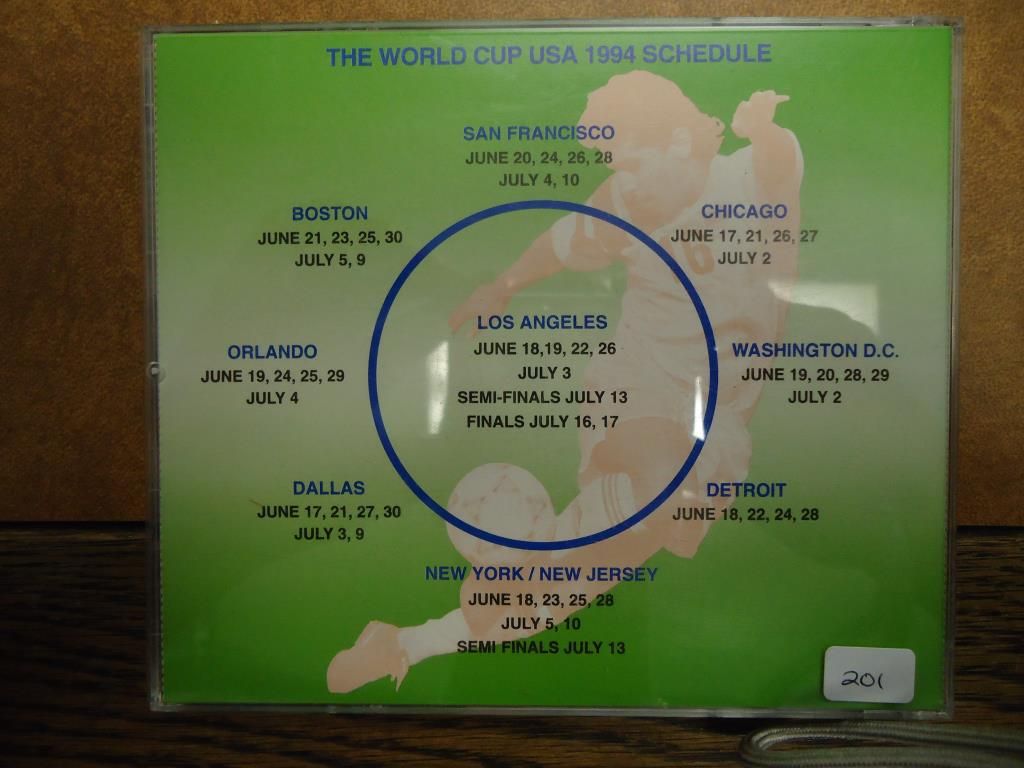 THE WORLD CUP USA 1994 SCHEDULE
SAN FRANCISCO
JUNE 20, 24, 26, 28
JULY 4, 10
BOSTON
JUNE 21, 23, 25, 30
JULY 5, 9
CHICAGO
JUNE 17, 21, 26, 27
JULY 2
6
LOS ANGELES
JUNE 18,19, 22, 26
JULY 3
SEMI-FINALS JULY 13
FINALS JULY 16, 17
ORLANDO
JUNE 19, 24, 25, 29
JULY 4
WASHINGTON D.C.
JUNE 19, 20, 28, 29
JULY 2
DALLAS
JUNE 17, 21, 27, 30
JULY 3, 9
DETROIT
JUNE 18, 22, 24, 28
NEW YORK / NEW JERSEY
JUNE 18, 23, 25, 28
JULY 5, 10
SEMI FINALS JULY 13
201